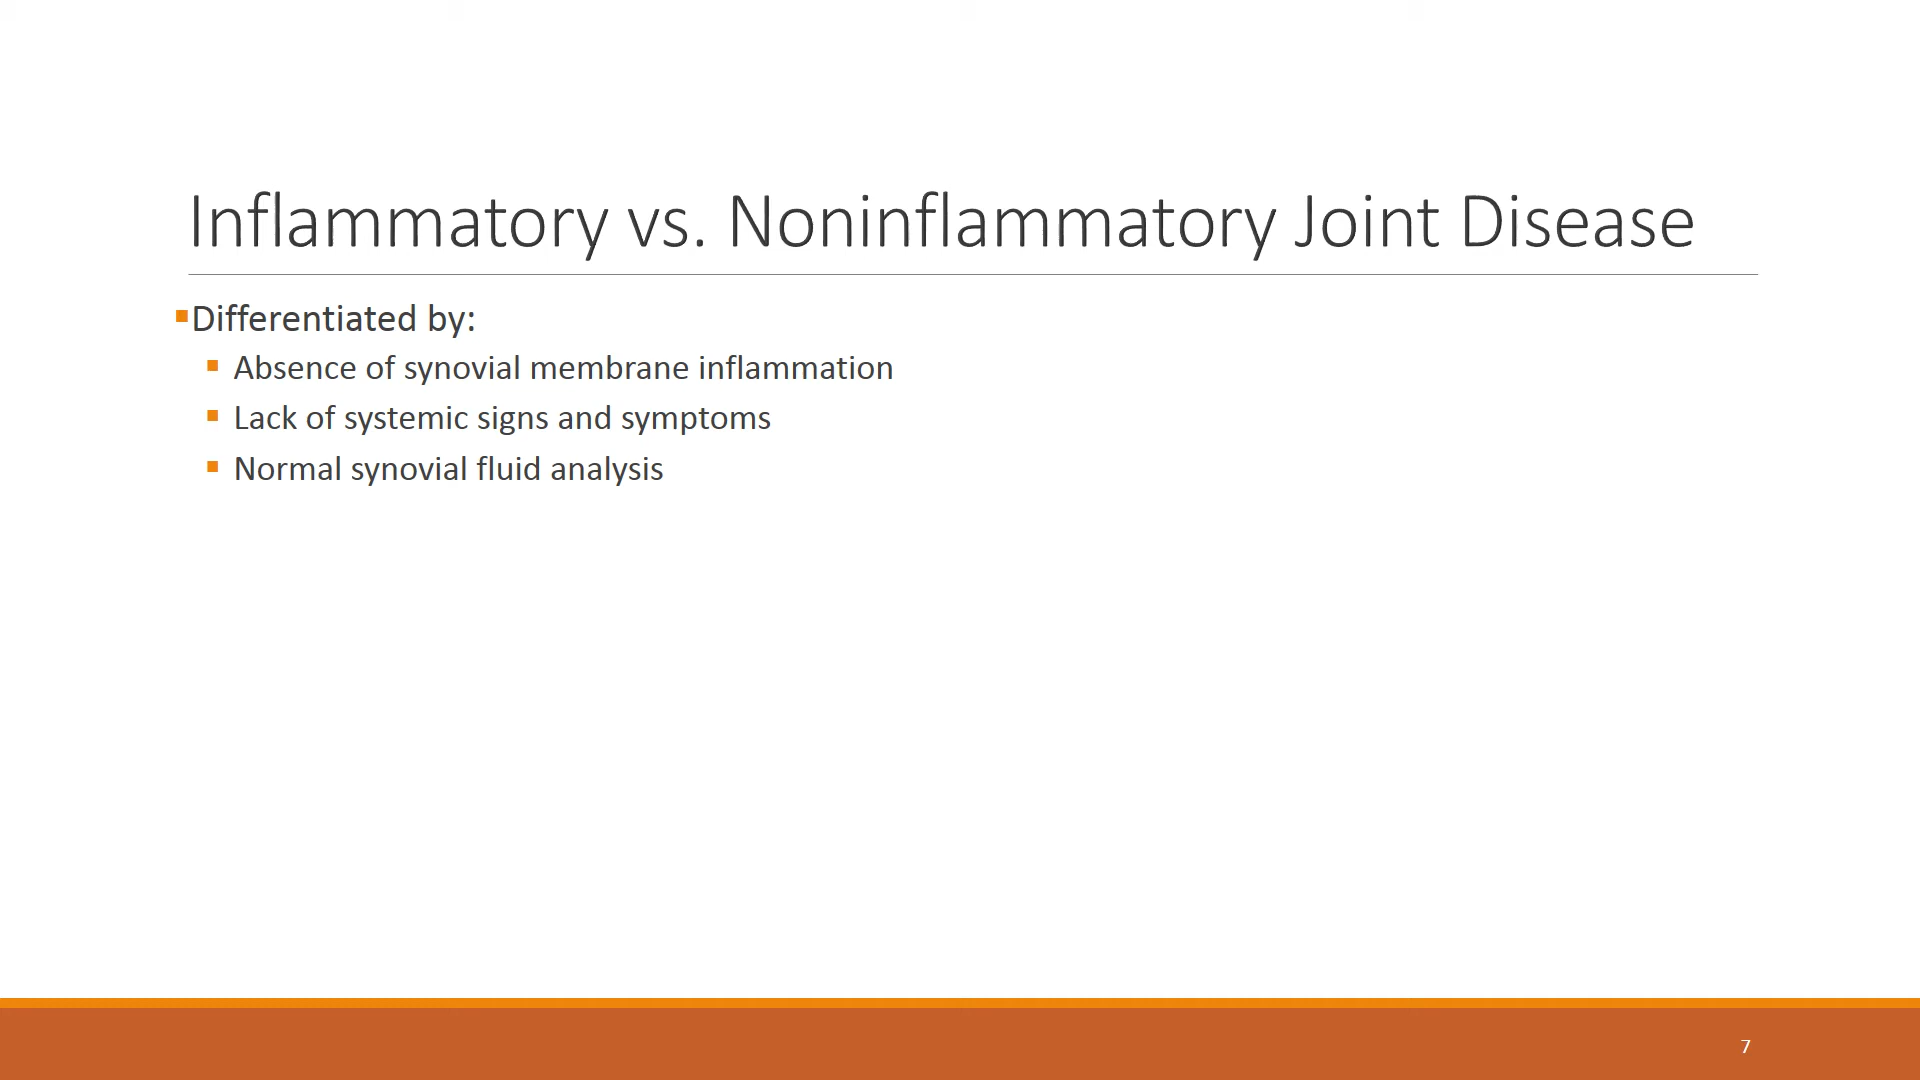 Inflammatory vs. Noninflammatory Joint Disease
Differentiated by:
Absence of synovial membrane inflammation
Lack of systemic signs and symptoms
Normal synovial fluid analysis
7